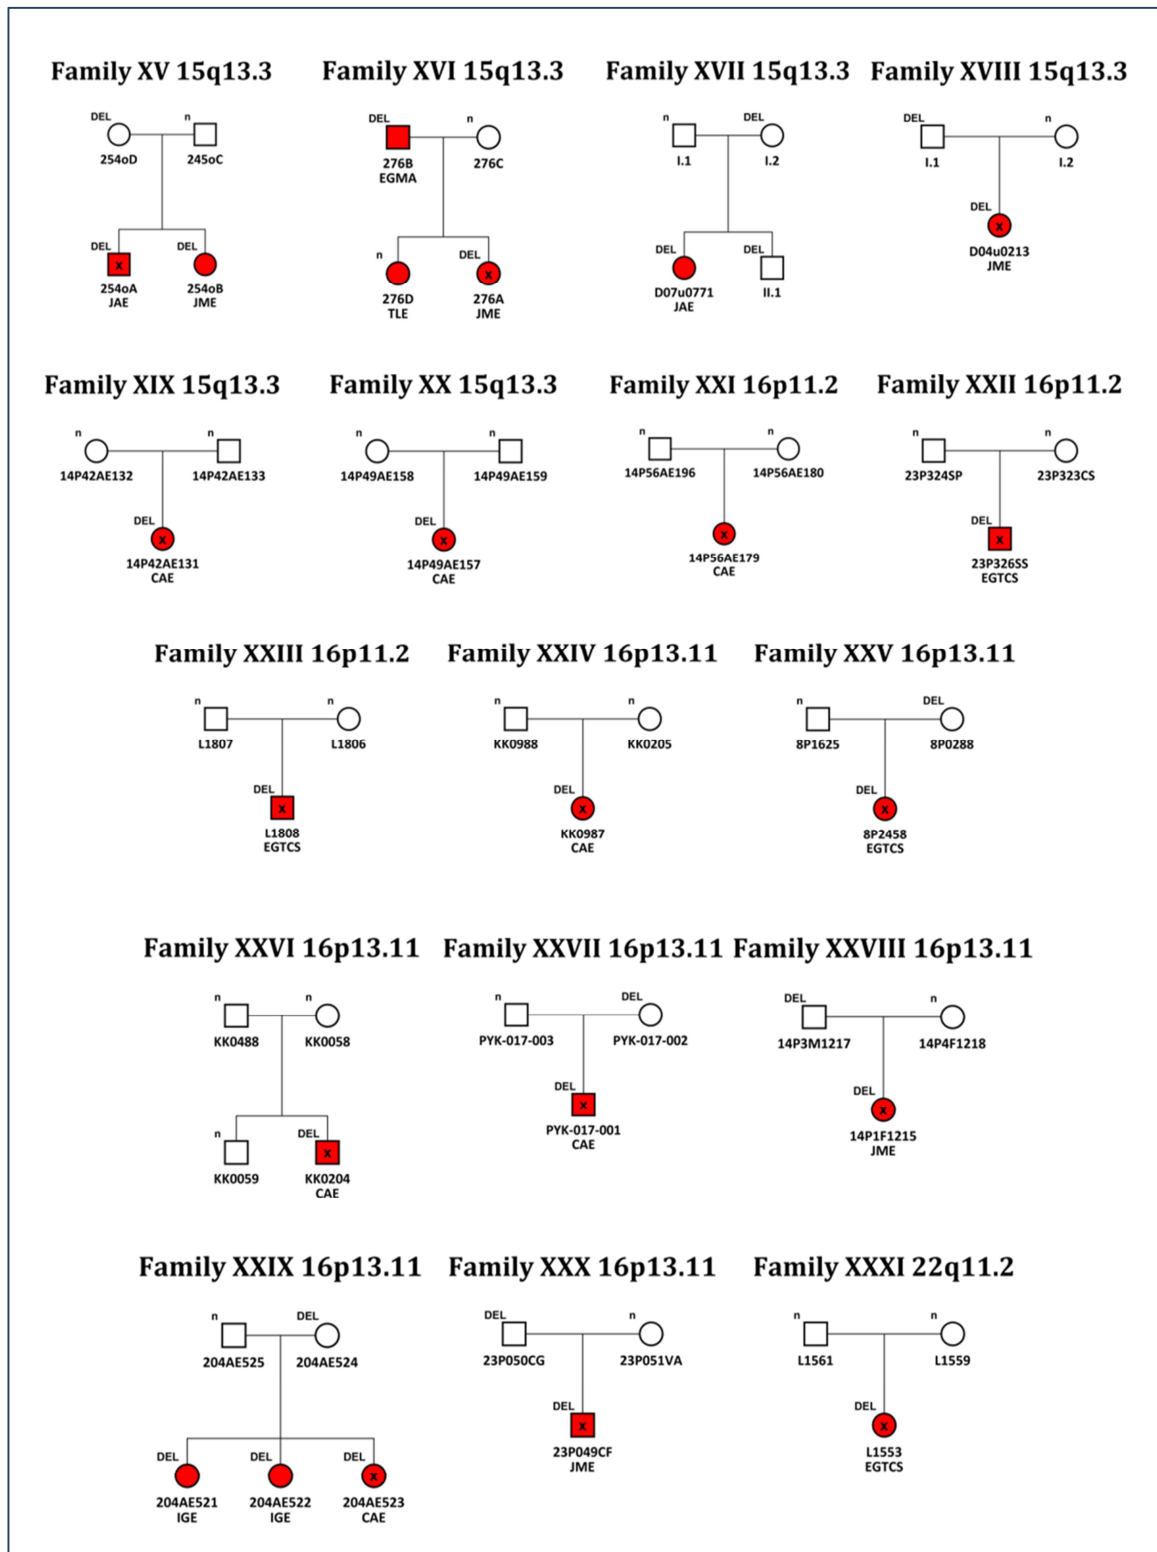 Family XV 15q13.3
DEL
254oD
n
245oC
DEL
x
254oA
JAE
DEL
254oB
JME
Family XVI 15q13.3
DEL
276B
EGMA
n
276C
n
276D
TLE
DEL
x
276A
JME
Family XVII 15q13.3
n
I.1
DEL
I.2
DEL
D07u0771
JAE
DEL
II.1
Family XVIII 15q13.3
DEL
I.1
n
I.2
DEL
x
D04u0213
JME
Family XIX 15q13.3
n
14P42AE132
n
14P42AE133
DEL
x
14P42AE131
CAE
Family XX 15q13.3
n
14P49AE158
n
14P49AE159
DEL
x
14P49AE157
CAE
Family XXI 16p11.2
n
14P56AE196
n
14P56AE180
DEL
x
14P56AE179
CAE
Family XXII 16p11.2
n
23P324SP
n
23P323CS
DEL
x
23P326SS
EGTCS
Family XXIII 16p11.2
n
L1807
n
L1806
DEL
x
L1808
EGTCS
Family XXIV 16p13.11
n
KK0988
n
KK0205
DEL
x
KK0987
CAE
Family XXV 16p13.11
n
8P1625
DEL
8P0288
DEL
x
8P2458
EGTCS
Family XXVI 16p13.11
n
KK0488
n
KK0058
n
KK0059
DEL
x
KK0204
CAE
Family XXVII 16p13.11
n
PYK-017-003
DEL
PYK-017-002
DEL
x
PYK-017-001
CAE
Family XXVIII 16p13.11
DEL
14P3M1217
n
14P4F1218
DEL
x
14P1F1215
JME
Family XXIX 16p13.11
n
204AE525
DEL
204AE524
DEL
204AE521
IGE
DEL
204AE522
IGE
DEL
x
204AE523
CAE
Family XXX 16p13.11
DEL
23P050CG
n
23P051VA
DEL
x
23P049CF
JME
Family XXXI 22q11.2
n
L1561
n
L1559
DEL
x
L1553
EGTCS